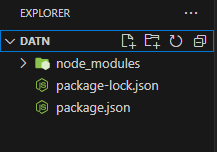 EXPLORER
DATN
node_modules
package-lock.json
package.json